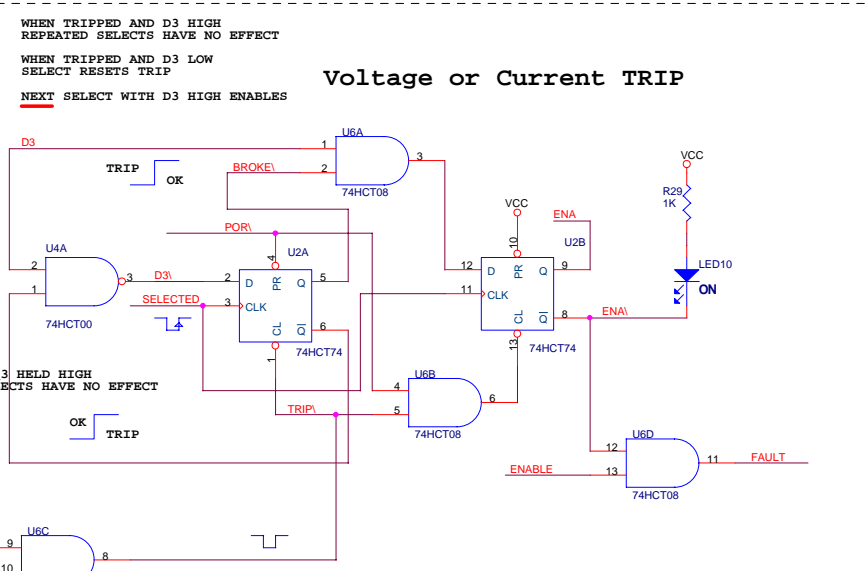 WHEN TRIPPED AND D3 HIGH
REPEATED SELECTS HAVE NO EFFECT
WHEN TRIPPED AND D3 LOW
SELECT RESETS TRIP
NEXT SELECT WITH D3 HIGH ENABLES
Voltage or Current TRIP
D3
TRIP
OK
BROKE\
1
2
U6A
3
74HCT08
VCC
R29
1K
LED10
ON
POR\
U4A
2
1
3
74HCT00
D3\
SELECTED
U2A
4
2
3
D
CLK
PR
CL
Q
QI
5
6
1
74HCT74
VCC
ENA
U2B
10
12
11
D
CLK
PR
CL
Q
QI
9
8
13
74HCT74
ENA\
3 HELD HIGH
ECTS HAVE NO EFFECT
OK
TRIP
TRIP\
U6B
4
5
6
74HCT08
U6D
12
13
11
ENABLE
FAULT
74HCT08
U6C
9
10
8